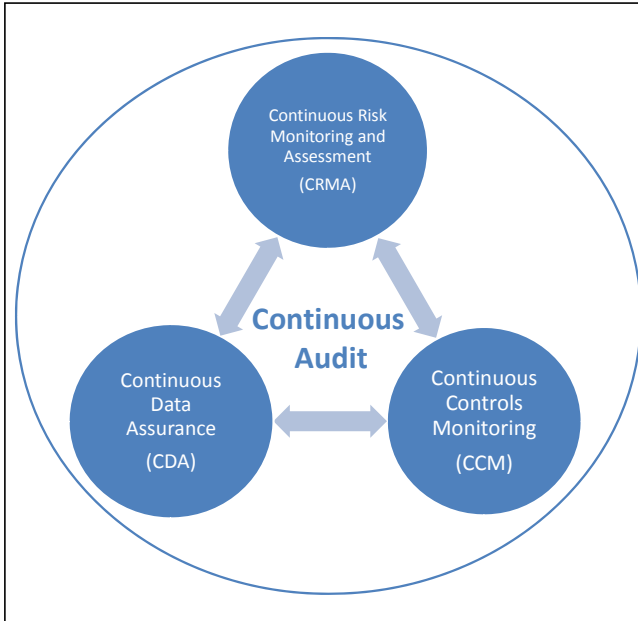 Continuous Risk
Monitoring and
Assessment
(CRMA)
Continuous
Audit
Continuous
Data
Assurance
(CDA)
Continuous
Controls
Monitoring
(CCM)